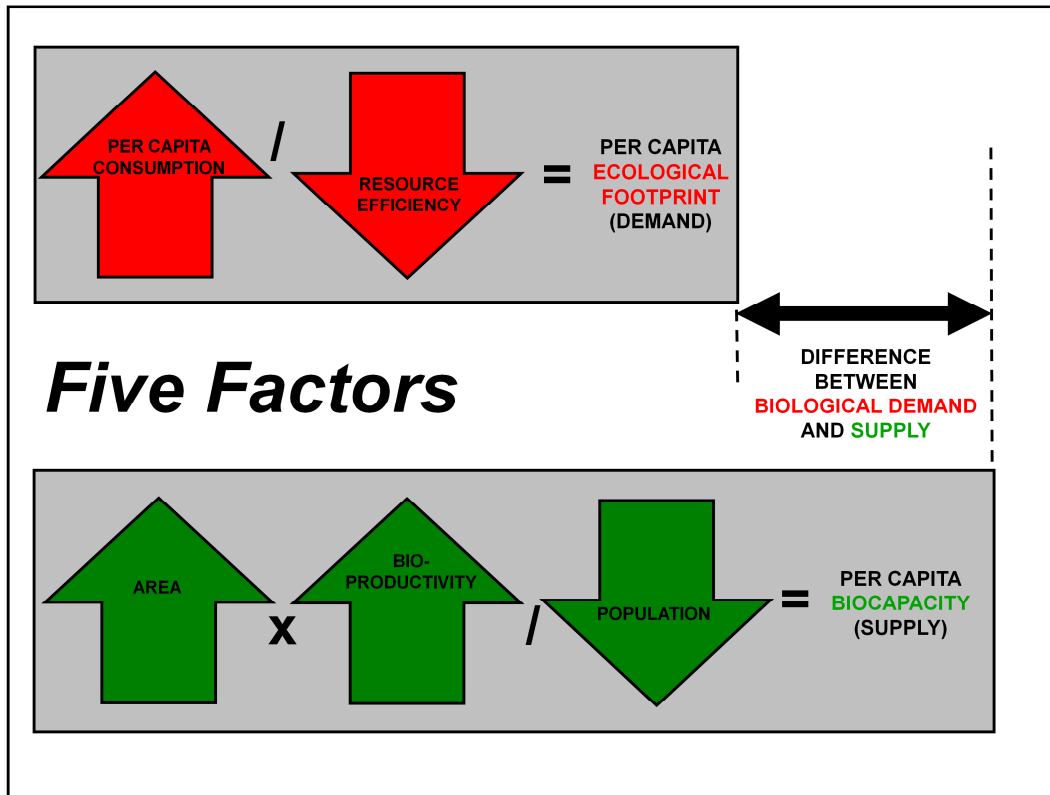 PER CAPITA
CONSUMPTION
/
RESOURCE
EFFICIENCY
=
PER CAPITA
ECOLOGICAL
FOOTPRINT
(DEMAND)
Five Factors
DIFFERENCE
BETWEEN
BIOLOGICAL DEMAND
AND SUPPLY
AREA
x
BIO-
PRODUCTIVITY
/
POPULATION
=
PER CAPITA
BIOCAPACITY
(SUPPLY)